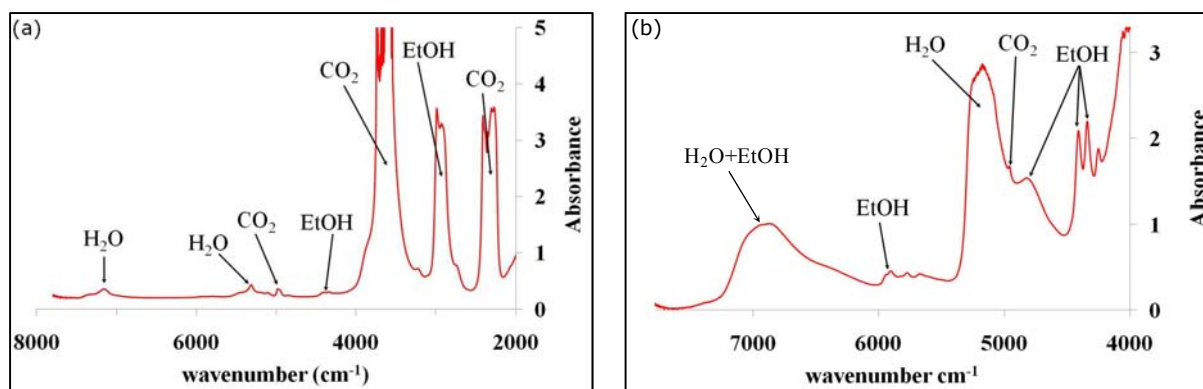 (a)
5
4
3
2
1
0
Absorbance
CO₂
EtOH
CO₂
H₂O
H₂O
CO₂
EtOH
8000
6000
4000
2000
wavenumber (cm⁻¹)
(b)
3
2
1
0
Absorbance
H₂O
CO₂
EtOH
H₂O+EtOH
EtOH
7000
6000
5000
4000
wavenumber cm⁻¹